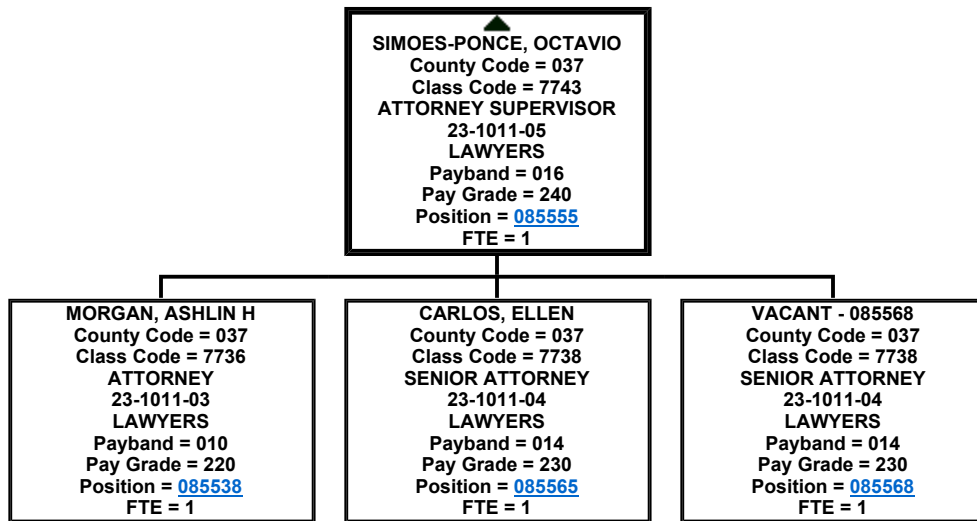 SIMOES-PONCE, OCTAVIO
County Code = 037
Class Code = 7743
ATTORNEY SUPERVISOR
23-1011-05
LAWYERS
Payband = 016
Pay Grade = 240
Position = 085555
FTE = 1
MORGAN, ASHLIN H
County Code = 037
Class Code = 7736
ATTORNEY
23-1011-03
LAWYERS
Payband = 010
Pay Grade = 220
Position = 085538
FTE = 1
CARLOS, ELLEN
County Code = 037
Class Code = 7738
SENIOR ATTORNEY
23-1011-04
LAWYERS
Payband = 014
Pay Grade = 230
Position = 085565
FTE = 1
VACANT - 085568
County Code = 037
Class Code = 7738
SENIOR ATTORNEY
23-1011-04
LAWYERS
Payband = 014
Pay Grade = 230
Position = 085568
FTE = 1